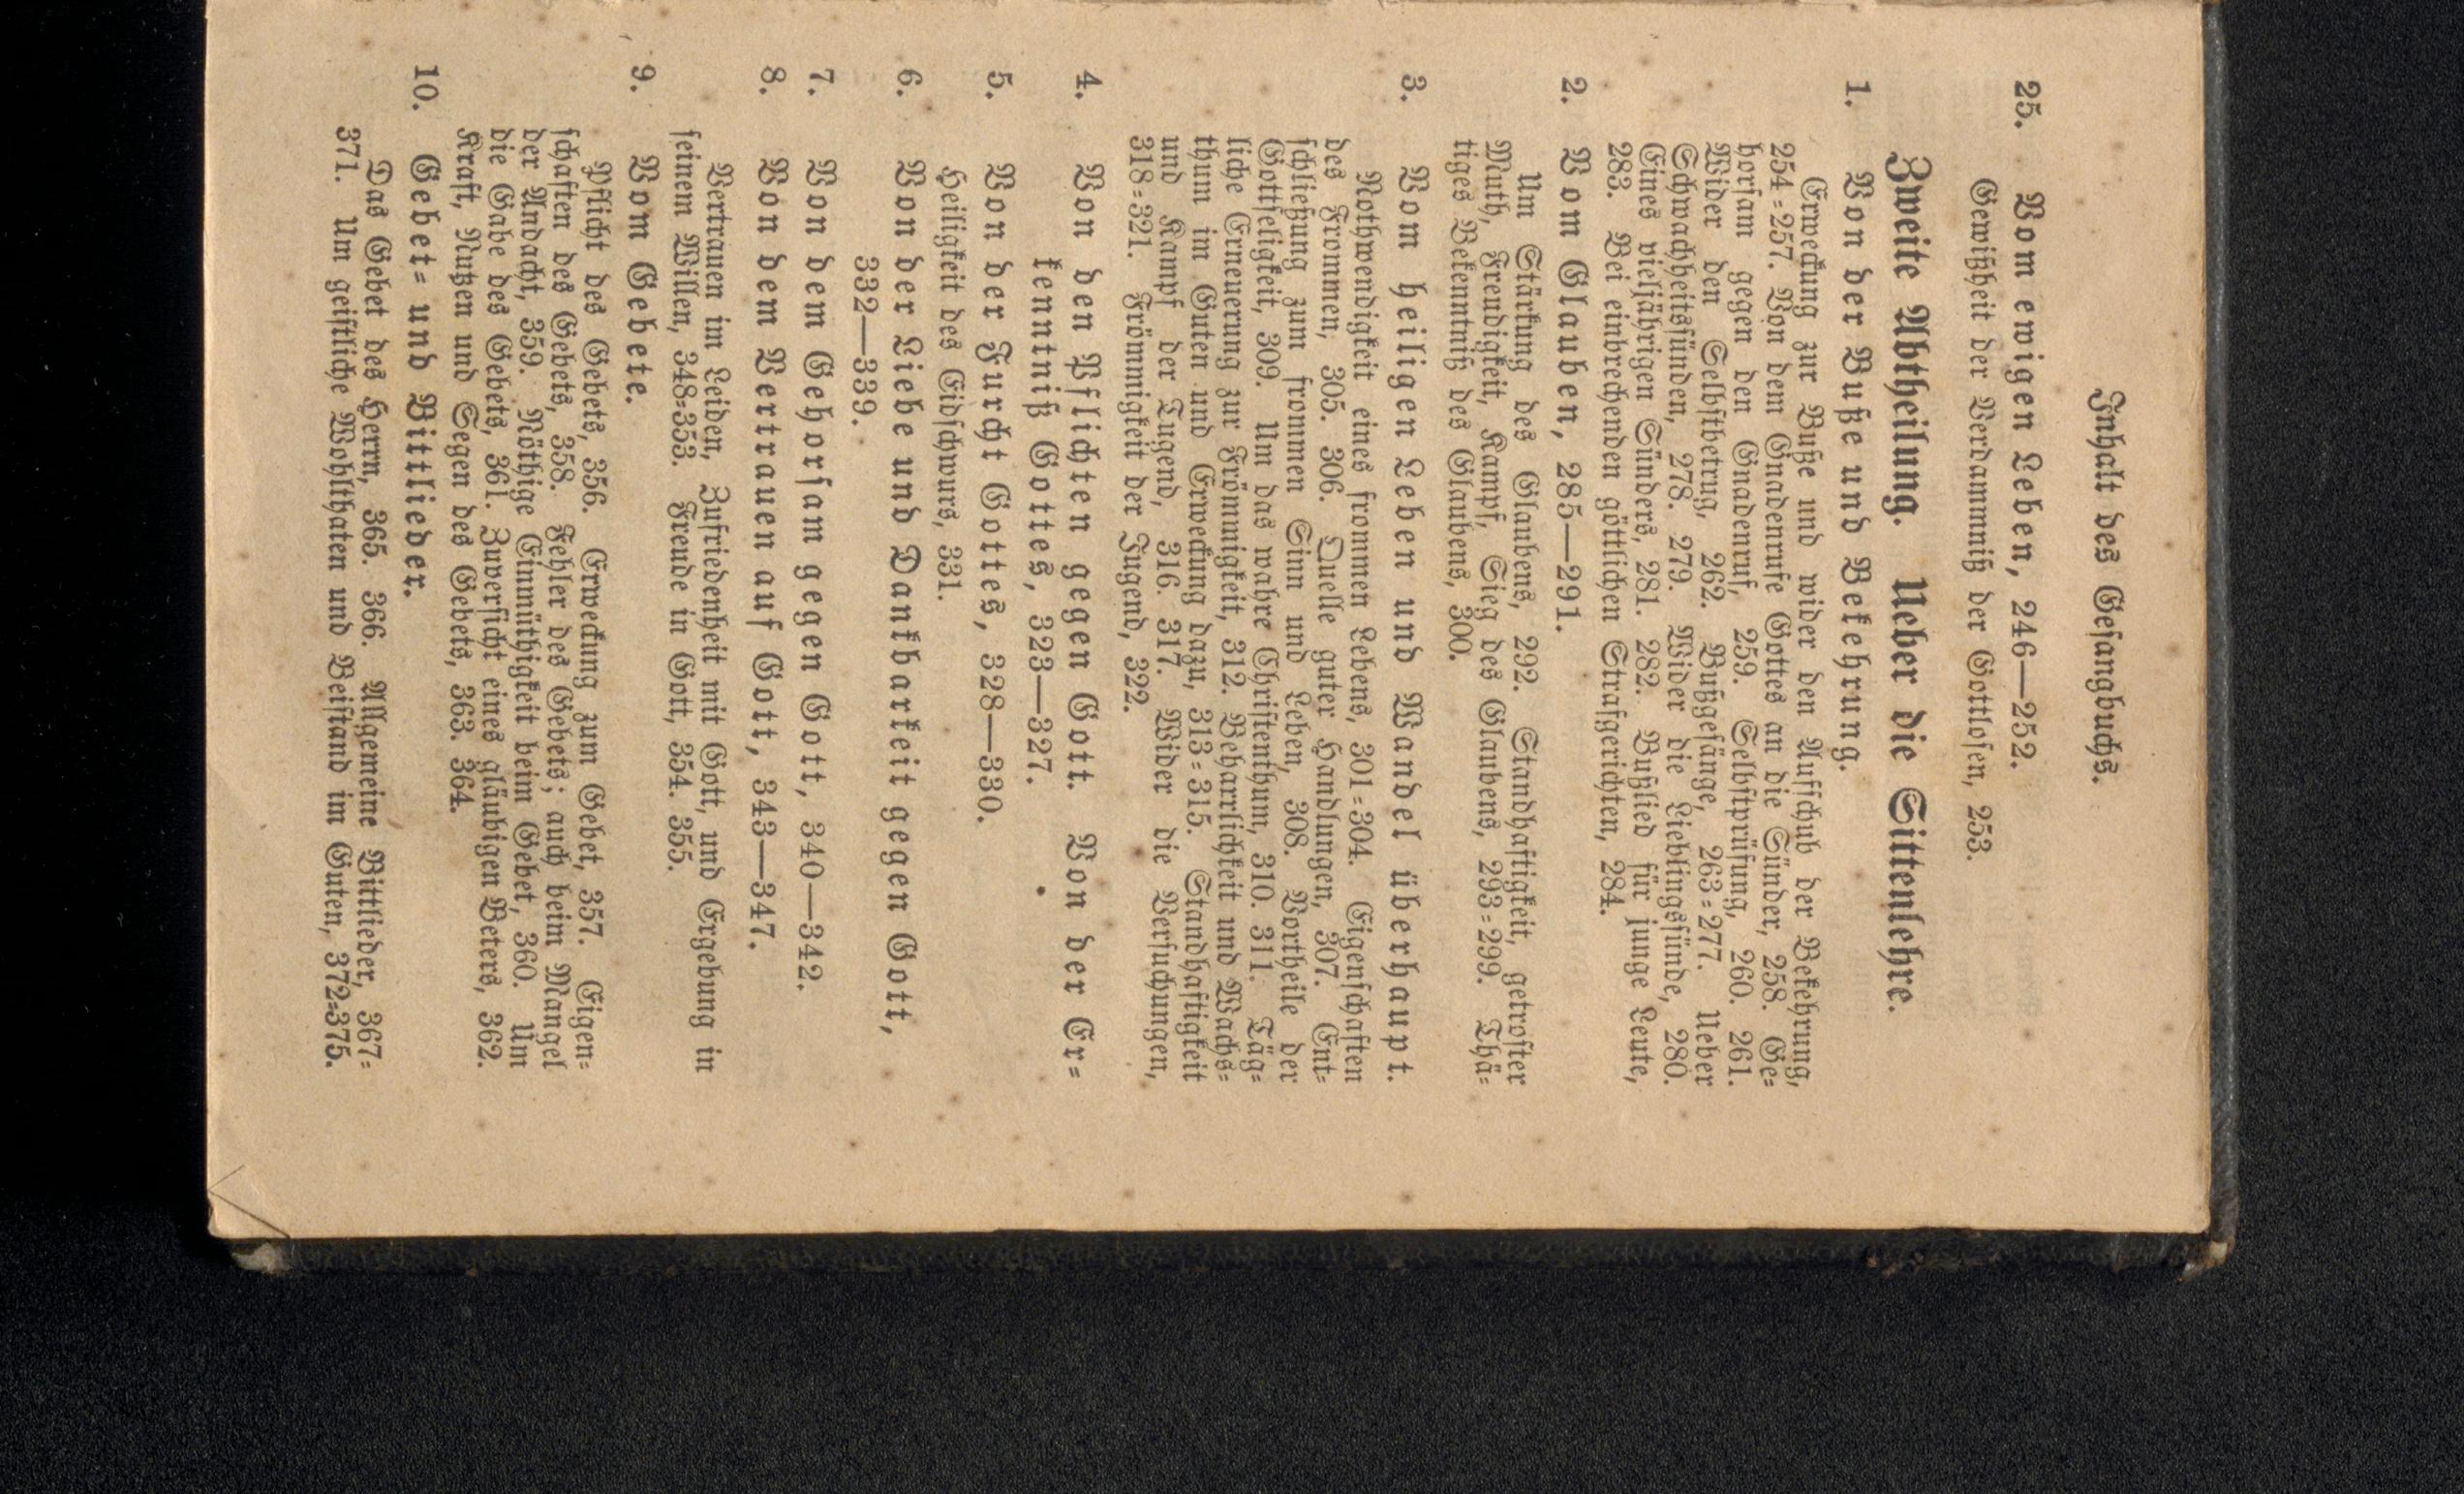 Inhalt des Gesangbuchs.
25. Vom ewigen Leben, 246—252.
Gewißheit der Verdammniß der Gottlosen, 253.
Zweite Abtheilung. Ueber die Sittenlehre.
1. Von der Buße und Bekehrung.
Erweckung zur Buße und wider den Aufschub der Bekehrung,
254=257. Von dem Gnadenrufe Gottes an die Sünder, 258. Ge=
horsam gegen den Gnadenruf, 259. Selbstprüfung, 260. 261.
Wider den Selbstbetrug, 262. Bußgesänge, 263=277. Ueber
Schwachheitssünden, 278. 279. Wider die Lieblingssünde, 280.
Eines vieljährigen Sünders, 281. 282. Bußlied für junge Leute,
283. Bei einbrechenden göttlichen Strafgerichten, 284.
2. Vom Glauben, 285—291.
Um Stärkung des Glaubens, 292. Standhaftigkeit, getroster
Muth, Freudigkeit, Kampf, Sieg des Glaubens, 293=299. Thä=
tiges Bekenntniß des Glaubens, 300.
3. Vom heiligen Leben und Wandel überhaupt.
Nothwendigkeit eines frommen Lebens, 301=304. Eigenschaften
des Frommen, 305. 306. Quelle guter Handlungen, 307. Ent=
schließung zum frommen Sinn und Leben, 308. Vortheile der
Gottseligkeit, 309. Um das wahre Christenthum, 310. 311. Täg=
liche Erneuerung zur Frömmigkeit, 312. Beharrlichkeit und Wachs=
thum im Guten und Erweckung dazu, 313=315. Standhaftigkeit
und Kampf der Tugend, 316. 317. Wider die Versuchungen,
318=321. Frömmigkeit der Jugend, 322.
4. Von den Pflichten gegen Gott. Von der Er=
kenntniß Gottes, 323—327.
5. Von der Furcht Gottes, 328—330.
Heiligkeit des Eidschwurs, 331.
6. Von der Liebe und Dankbarkeit gegen Gott,
332—339.
7. Von dem Gehorsam gegen Gott, 340—342.
8. Von dem Vertrauen auf Gott, 343—347.
Vertrauen im Leiden, Zufriedenheit mit Gott, und Ergebung in
seinem Willen, 348=353. Freude in Gott, 354. 355.
9. Vom Gebete.
Pflicht des Gebets, 356. Erweckung zum Gebet, 357. Eigen=
schaften des Gebets, 358. Fehler des Gebets; auch beim Mangel
der Andacht, 359. Nöthige Einmüthigkeit beim Gebet, 360. Um
die Gabe des Gebets, 361. Zuversicht eines gläubigen Beters, 362.
Kraft, Nutzen und Segen des Gebets, 363. 364.
10. Gebet= und Bittlieder.
Das Gebet des Herrn, 365. 366. Allgemeine Bittlieder, 367=
371. Um geistliche Wohlthaten und Beistand im Guten, 372=375.